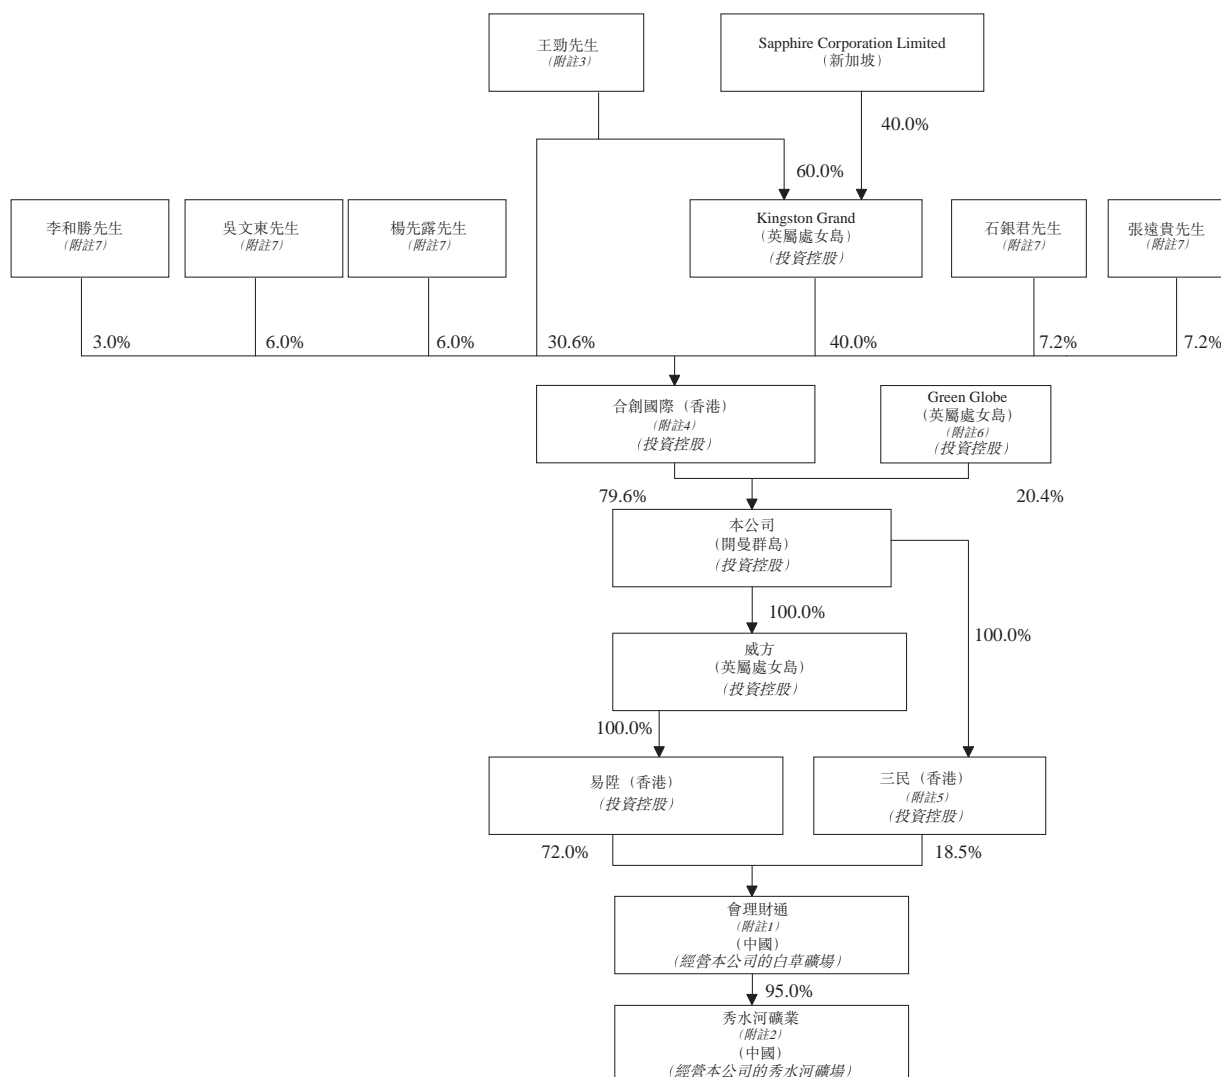 王勁先生
（附註3）
Sapphire Corporation Limited
（新加坡）
40.0%
60.0%
李和勝先生
（附註7）
吳文東先生
（附註7）
楊先露先生
（附註7）
Kingston Grand
（英屬處女島）
（投資控股）
石銀君先生
（附註7）
張遠貴先生
（附註7）
3.0%
6.0%
6.0%
30.6%
40.0%
7.2%
7.2%
合創國際（香港）
（附註4）
（投資控股）
Green Globe
（英屬處女島）
（附註6）
（投資控股）
79.6%
20.4%
本公司
（開曼群島）
（投資控股）
100.0%
100.0%
威方
（英屬處女島）
（投資控股）
100.0%
易陞（香港）
（投資控股）
三民（香港）
（附註5）
（投資控股）
72.0%
18.5%
會理財通
（附註1）
（中國）
（經營本公司的白草礦場）
95.0%
秀水河礦業
（附註2）
（中國）
（經營本公司的秀水河礦場）